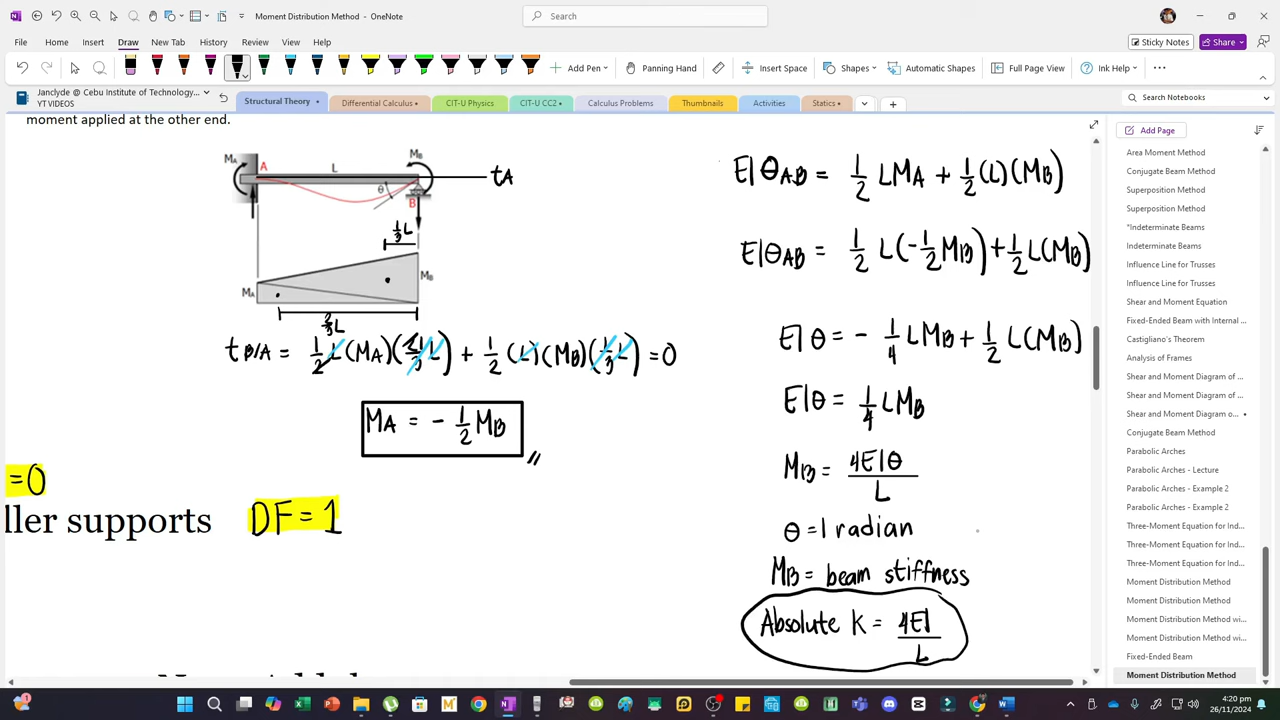 Moment Distribution Method - OneNote
Search
File Home Insert Draw New Tab History Review View Help
Sticky Notes Share
Add Pen Panning Hand Insert Space Shapes Automatic Shapes Full Page View Ink Help
Janclyde @ Cebu Institute of Technology...
YT VIDEOS
Structural Theory Differential Calculus CIT-U Physics CIT-U CC2 Calculus Problems Thumbnails Activities Statics
Search Notebooks
Add Page
Area Moment Method
Conjugate Beam Method
Superposition Method
Superposition Method
*Indeterminate Beams
Indeterminate Beams
Influence Line for Trusses
Influence Line for Trusses
Shear and Moment Equation
Fixed-Ended Beam with Internal ...
Castigliano's Theorem
Analysis of Frames
Shear and Moment Diagram of ...
Shear and Moment Diagram of ...
Shear and Moment Diagram o...
Conjugate Beam Method
Parabolic Arches
Parabolic Arches - Lecture
Parabolic Arches - Example 2
Parabolic Arches - Example 2
Three-Moment Equation for Ind...
Three-Moment Equation for Ind...
Three-Moment Equation for Ind...
Moment Distribution Method
Moment Distribution Method
Moment Distribution Method wi...
Moment Distribution Method wi...
Fixed-Ended Beam
Moment Distribution Method
moment applied at the other end.
MA A L MB tA
θ
B
1/3 L
MA MB
2/3 L
tB/A = 1/2 L (MA)(2/3 L) + 1/2 (L)(MB)(1/3 L) = 0
MA = - 1/2 MB
=0
ller supports DF = 1
EIθAB = 1/2 LMA + 1/2 (L)(MB)
EIθAB = 1/2 L(-1/2 MB) + 1/2 L(MB)
EIθ = - 1/4 LMB + 1/2 L(MB)
EIθ = 1/4 LMB
MB = 4EIθ/L
θ = 1 radian
MB = beam stiffness
Absolute K = 4EI/L
4:20 pm
26/11/2024